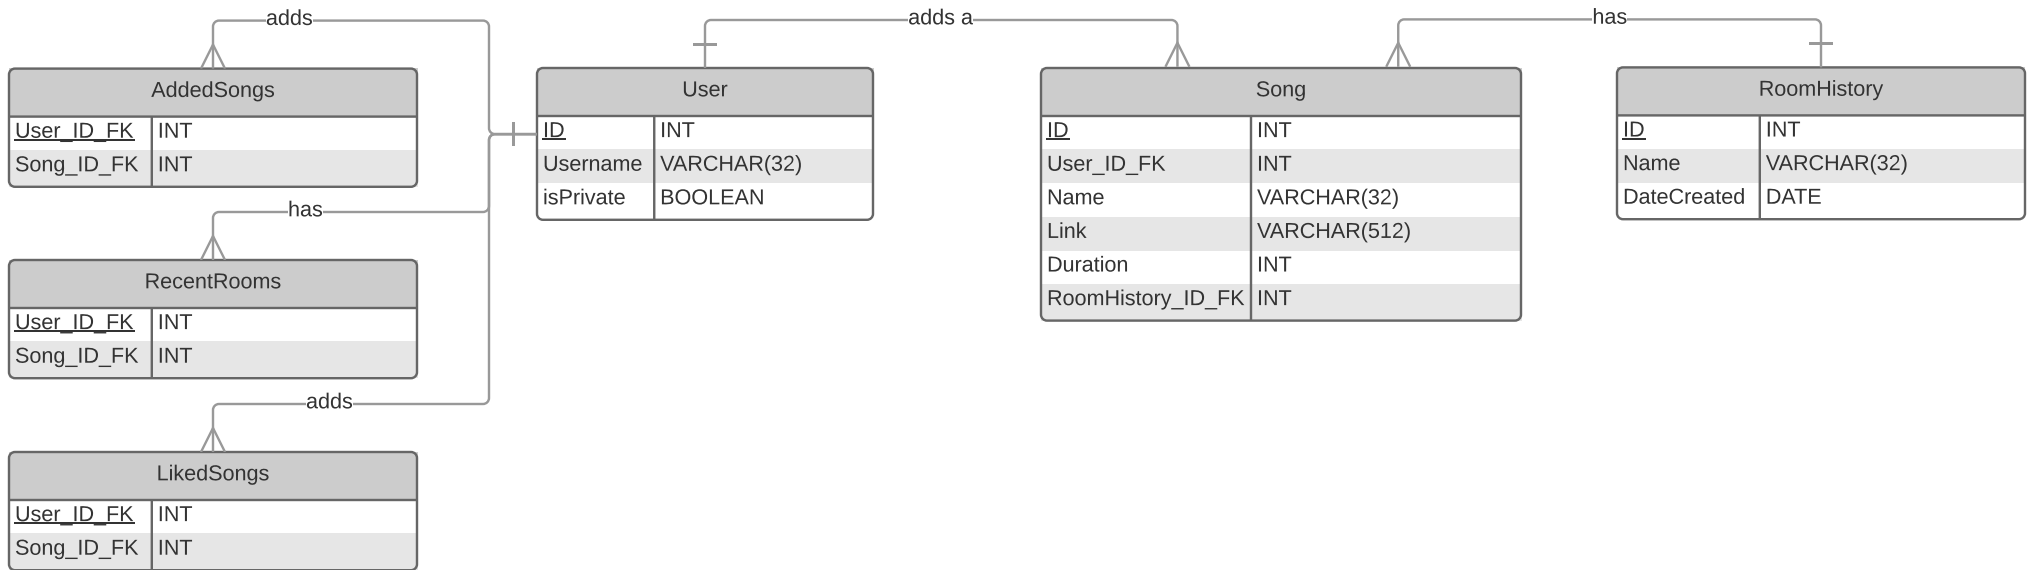 adds
adds a
has
AddedSongs
User_ID_FK INT
Song_ID_FK INT
has
RecentRooms
User_ID_FK INT
Song_ID_FK INT
adds
LikedSongs
User_ID_FK INT
Song_ID_FK INT
User
ID INT
Username VARCHAR(32)
isPrivate BOOLEAN
Song
ID INT
User_ID_FK INT
Name VARCHAR(32)
Link VARCHAR(512)
Duration INT
RoomHistory_ID_FK INT
RoomHistory
ID INT
Name VARCHAR(32)
DateCreated DATE